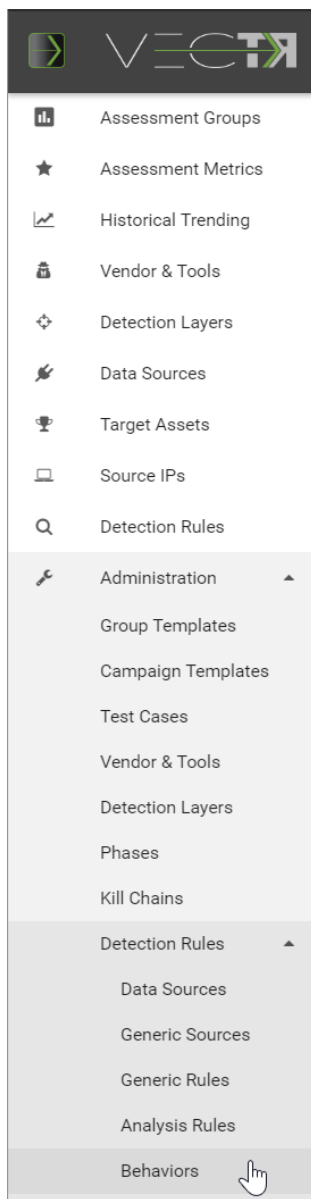 VECTR
Assessment Groups
Assessment Metrics
Historical Trending
Vendor & Tools
Detection Layers
Data Sources
Target Assets
Source IPs
Detection Rules
Administration
Group Templates
Campaign Templates
Test Cases
Vendor & Tools
Detection Layers
Phases
Kill Chains
Detection Rules
Data Sources
Generic Sources
Generic Rules
Analysis Rules
Behaviors